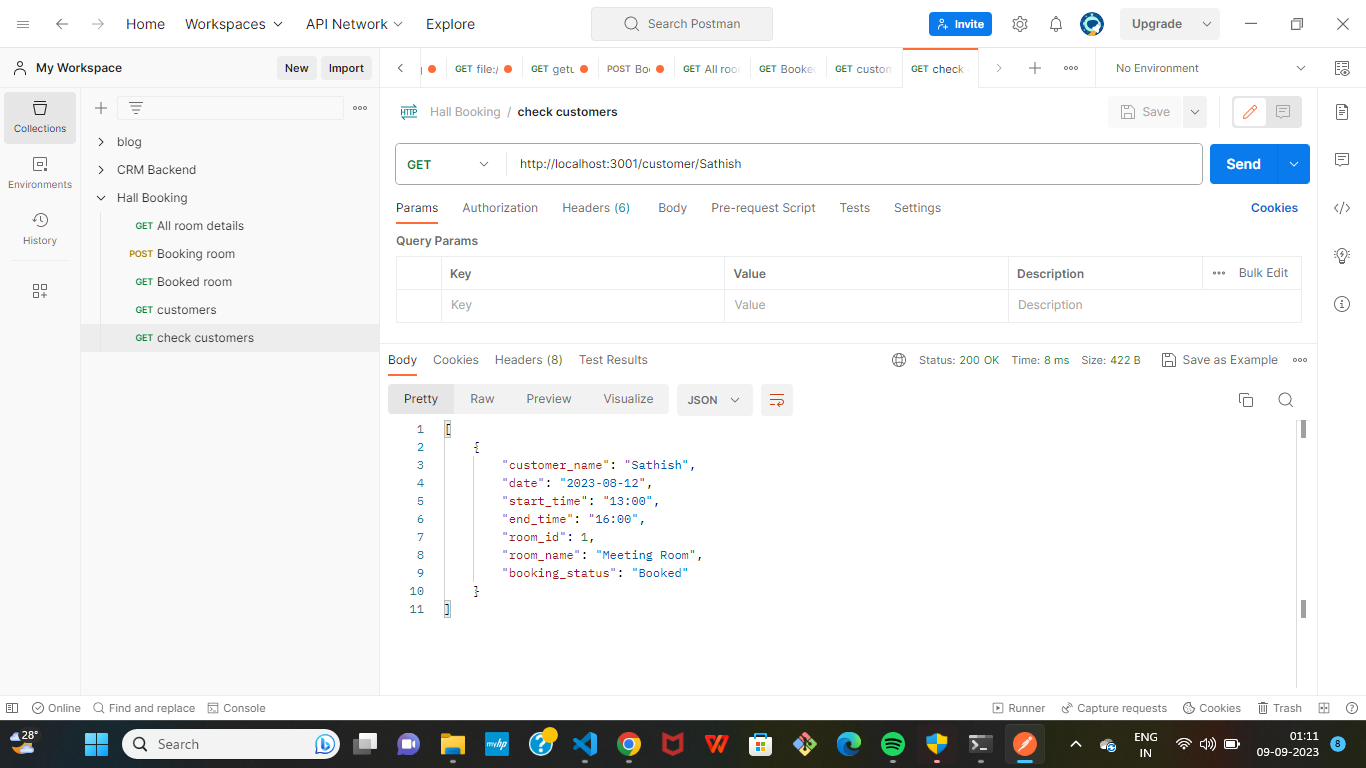 Home Workspaces API Network Explore Search Postman Invite Upgrade
My Workspace New Import GET file:/ GET getu POST Bo GET All roo GET Booked GET custom GET check No Environment
Collections
Environments
History
blog
CRM Backend
Hall Booking
GET All room details
POST Booking room
GET Booked room
GET customers
GET check customers
HTTP Hall Booking / check customers Save
GET http://localhost:3001/customer/Sathish Send
Params Authorization Headers (6) Body Pre-request Script Tests Settings Cookies
Query Params
Key Value Description Bulk Edit
Key Value Description
Body Cookies Headers (8) Test Results Status: 200 OK Time: 8 ms Size: 422 B Save as Example
Pretty Raw Preview Visualize JSON
1 [
2 {
3 "customer_name": "Sathish",
4 "date": "2023-08-12",
5 "start_time": "13:00",
6 "end_time": "16:00",
7 "room_id": 1,
8 "room_name": "Meeting Room",
9 "booking_status": "Booked"
10 }
11 ]
Online Find and replace Console Runner Capture requests Cookies Trash
28° Search myhp ENG IN 01:11 09-09-2023 8